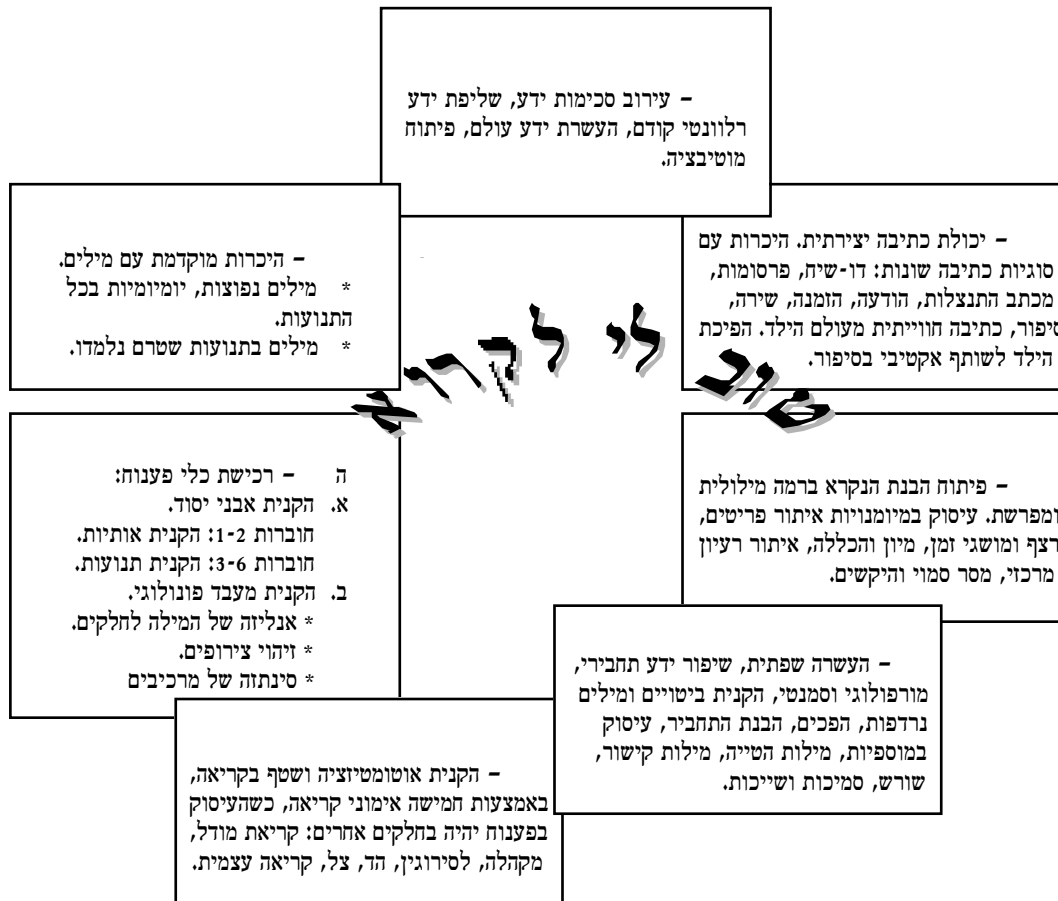 – עירוב סכימות ידע, שליפת ידע
רלוונטי קודם, העשרת ידע עולם, פיתוח
מוטיבציה.
– יכולת כתיבה יצירתית. היכרות עם
סוגיות כתיבה שונות: דו-שיח, פרסומות,
מכתב התנצלות, הודעה, הזמנה, שירה,
סיפור, כתיבה חווייתית מעולם הילד. הפיכת
הילד לשותף אקטיבי בסיפור.
– היכרות מוקדמת עם מילים.
* מילים נפוצות, יומיומיות בכל
התנועות.
* מילים בתנועות שטרם נלמדו.
שוב לי לקרוא
– פיתוח הבנת הנקרא ברמה מילולית
ומפרשת. עיסוק במיומנויות איתור פריטים,
רצף ומושגי זמן, מיון והכללה, איתור רעיון
מרכזי, מסר סמוי והיקשים.
ה – רכישת כלי פענוח:
א. הקנית אבני יסוד.
חוברות 1-2: הקנית אותיות.
חוברות 3-6: הקנית תנועות.
ב. הקנית מעבד פונולוגי.
* אנליזה של המילה לחלקים.
* זיהוי צירופים.
* סינתזה של מרכיבים
– העשרה שפתית, שיפור ידע תחבירי,
מורפולוגי וסמנטי, הקנית ביטויים ומילים
נרדפות, הפכים, הבנת התחביר, עיסוק
במוספיות, מילות הטייה, מילות קישור,
שורש, סמיכות ושייכות.
– הקנית אוטומטיזציה ושטף בקריאה,
באמצעות חמישה אימוני קריאה, כשהעיסוק
בפענוח יהיה בחלקים אחרים: קריאת מודל,
מקהלה, לסירוגין, הד, צל, קריאה עצמית.